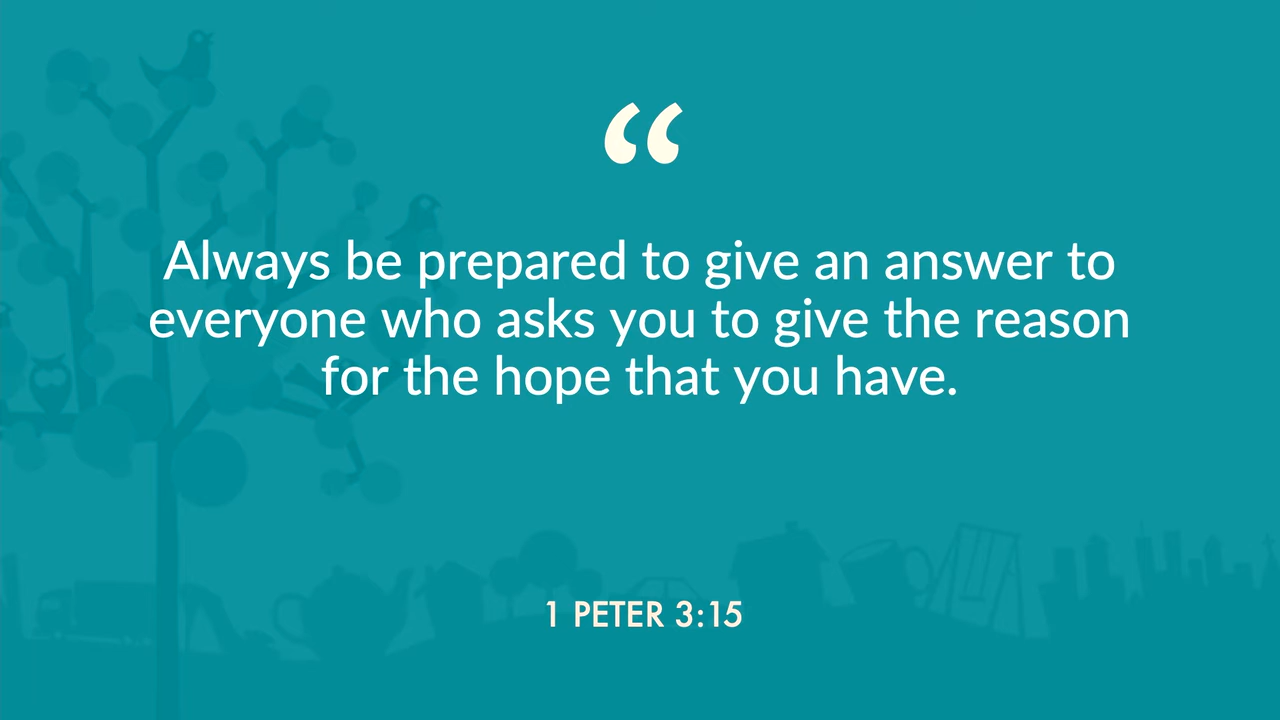 “
Always be prepared to give an answer to
everyone who asks you to give the reason
for the hope that you have.
1 PETER 3:15